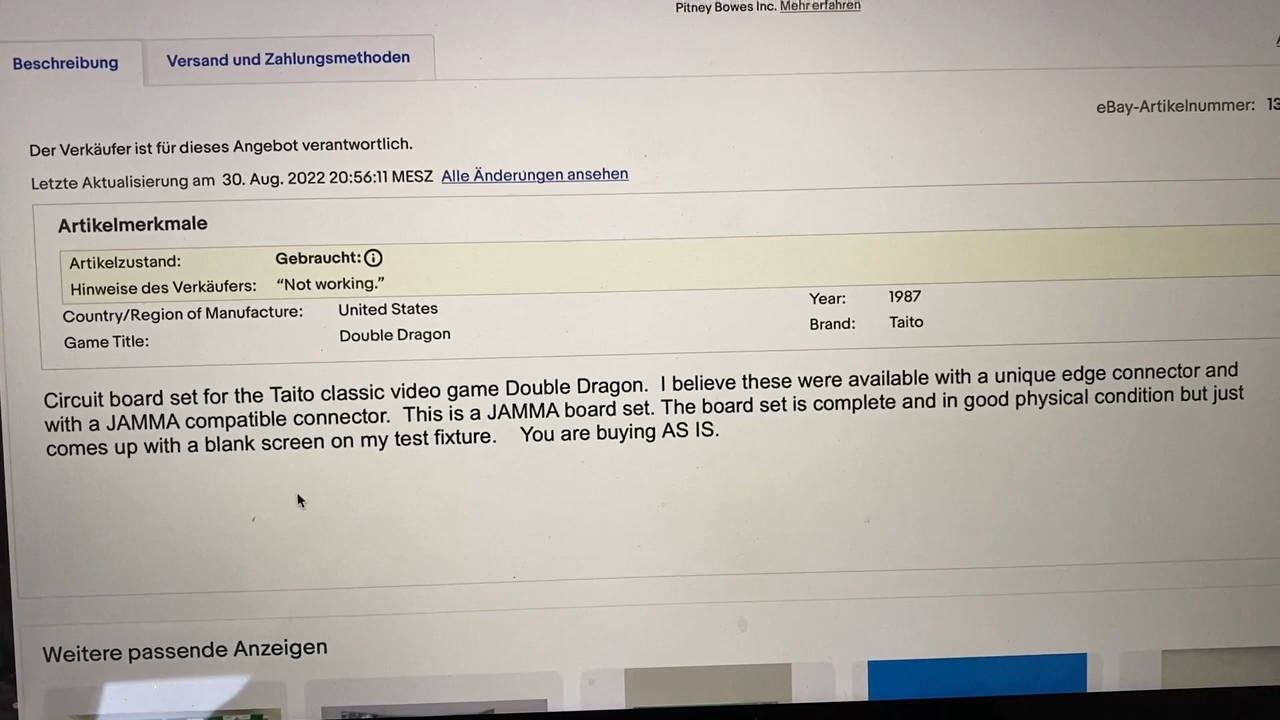 Pitney Bowes Inc. Mehr erfahren
Beschreibung
Versand und Zahlungsmethoden
eBay-Artikelnummer: 13
Der Verkäufer ist für dieses Angebot verantwortlich.
Letzte Aktualisierung am 30. Aug. 2022 20:56:11 MESZ Alle Änderungen ansehen
Artikelmerkmale
Artikelzustand: Gebraucht:
Hinweise des Verkäufers: “Not working.”
Country/Region of Manufacture: United States Year: 1987
Game Title: Double Dragon Brand: Taito
Circuit board set for the Taito classic video game Double Dragon. I believe these were available with a unique edge connector and
with a JAMMA compatible connector. This is a JAMMA board set. The board set is complete and in good physical condition but just
comes up with a blank screen on my test fixture. You are buying AS IS.
Weitere passende Anzeigen